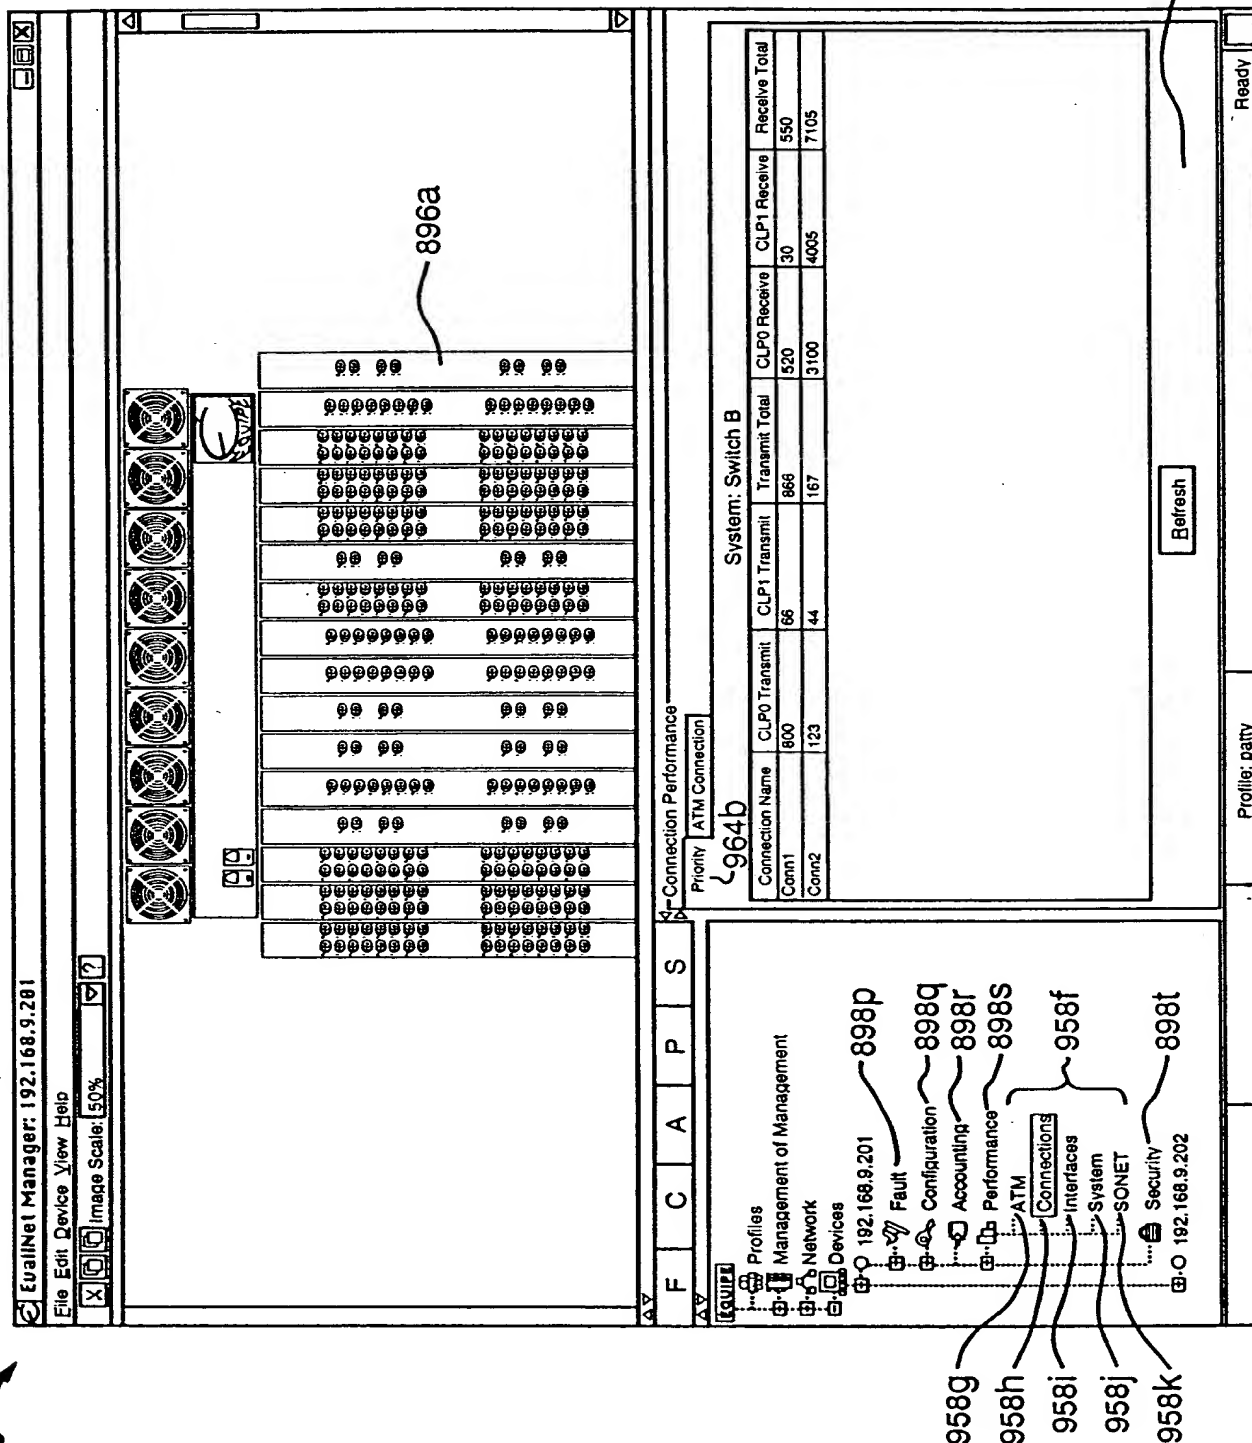 EuallNet Manager: 192.168.9.201
File Edit Device View Help
Image Scale: 50% ?
896a
F C A P S
EQUIPE
Profiles
Management of Management
Network
Devices
192.168.9.201
Fault
Configuration
Accounting
Performance
ATM
Connections
Interfaces
System
SONET
Security
192.168.9.202
898p
898q
898r
898s
958f
898t
958g
958h
958i
958j
958k
Connection Performance
Priority ATM Connection
964b
System: Switch B
Connection Name CLP0 Transmit CLP1 Transmit Transmit Total CLP0 Receive CLP1 Receive Receive Total
Conn1 800 66 866 520 30 550
Conn2 123 44 167 3100 4005 7105
Refresh
Profile: patty
Ready